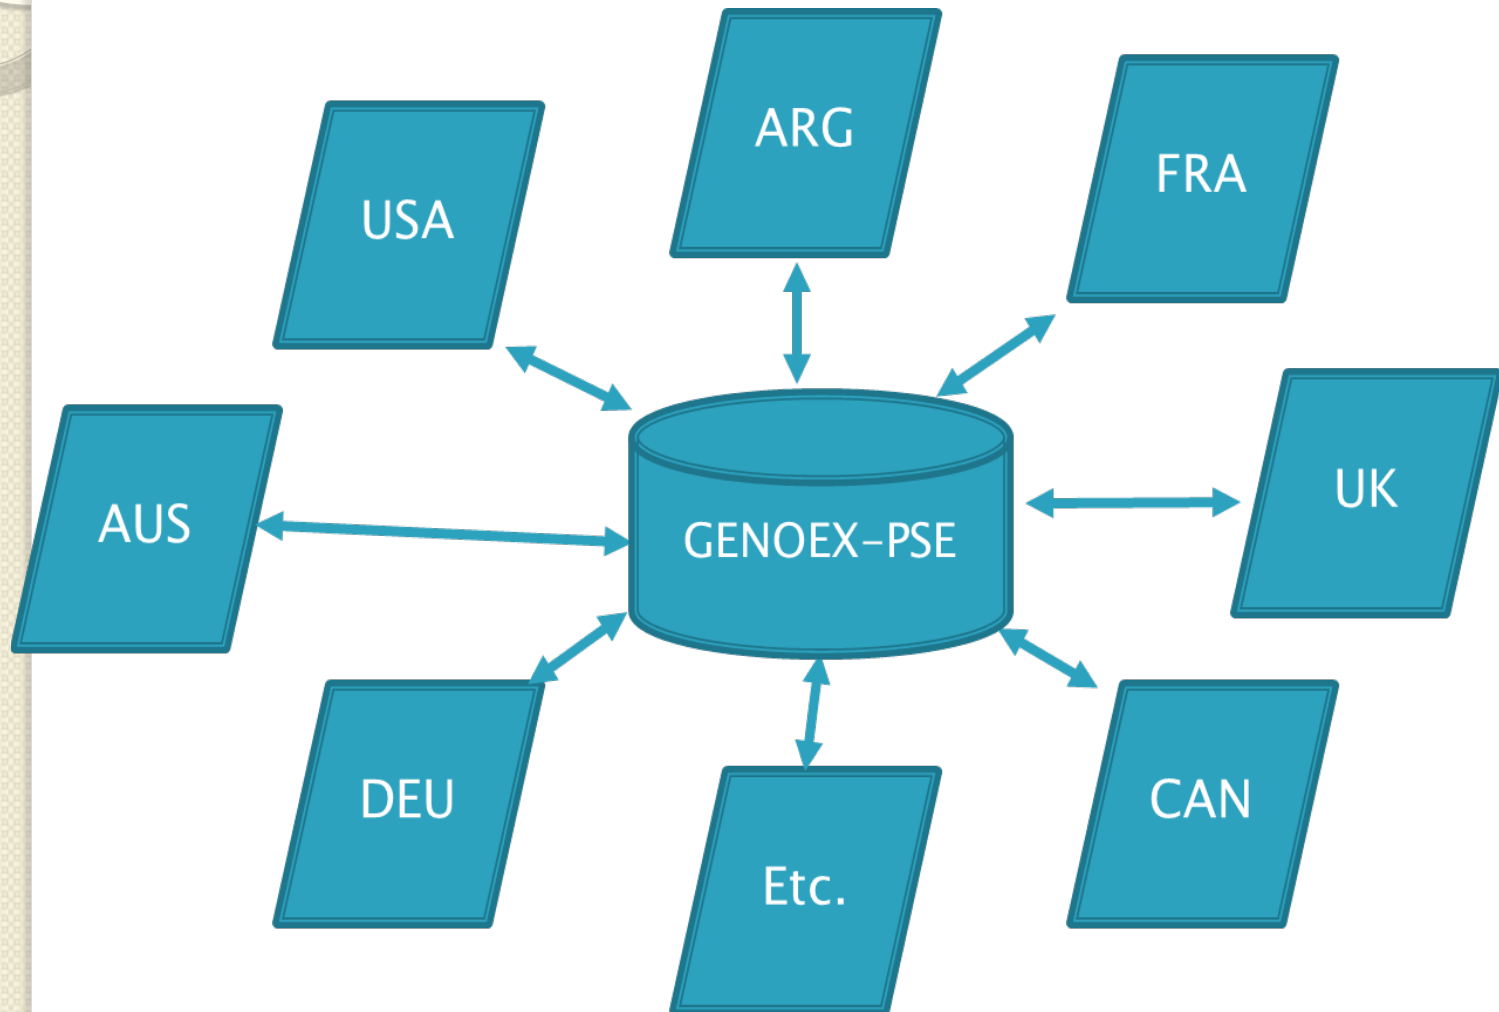 ARG
FRA
USA
UK
AUS
GENOEX-PSE
DEU
CAN
Etc.